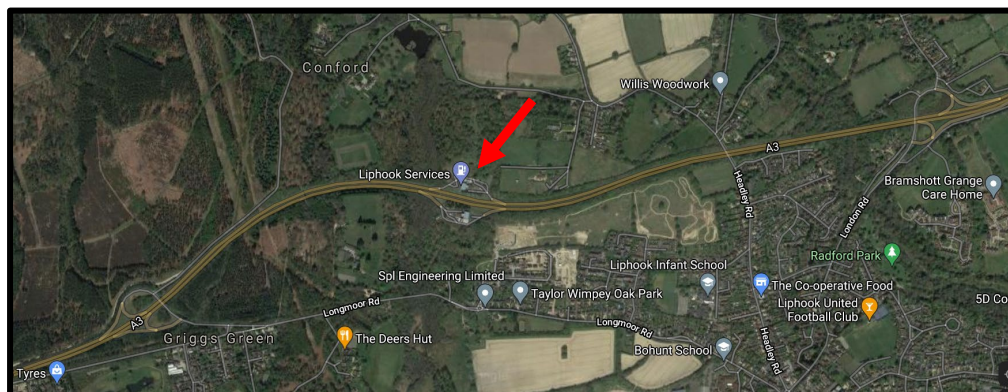 Conford
Willis Woodwork
A3
Liphook Services
Headley Rd
London Rd
Bramshott Grange
Care Home
Radford Park
Spl Engineering Limited
Liphook Infant School
Taylor Wimpey Oak Park
The Co-operative Food
Liphook United
Football Club
5D Co
A3
Longmoor Rd
Longmoor Rd
Griggs Green
The Deers Hut
Headley Rd
Bohunt School
Tyres